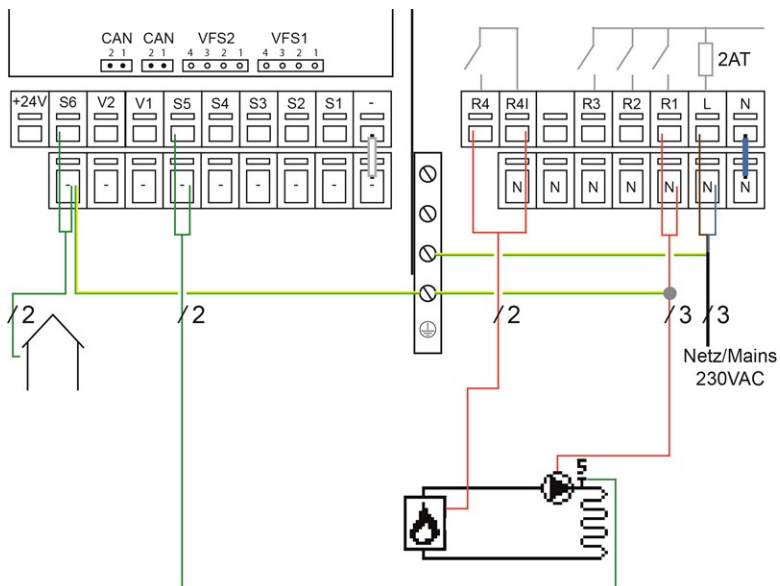 CAN CAN VFS2 VFS1
2 1 2 1 4 3 2 1 4 3 2 1
2AT
+24V S6 V2 V1 S5 S4 S3 S2 S1 - R4 R4I R3 R2 R1 L N
- - - - - - - - - N N N N N N N
/2 /2 /2 /3 /3
Netz/Mains
230VAC
5